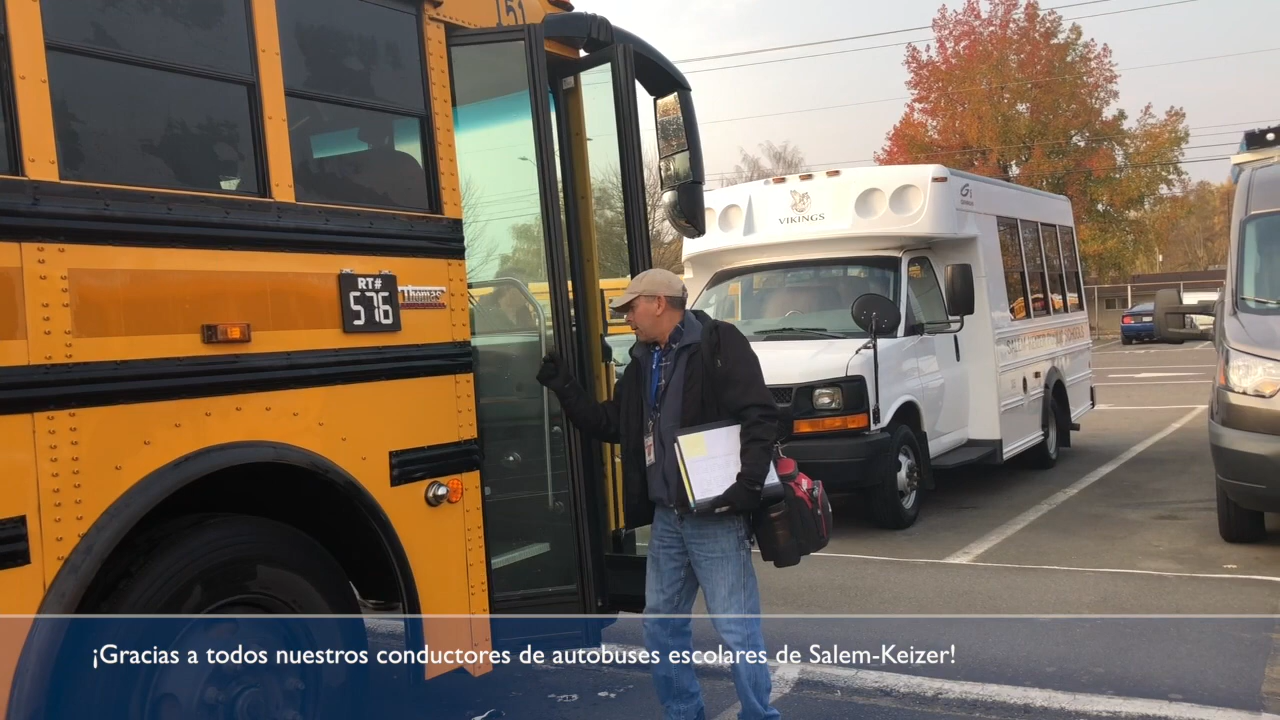 151
RT#
576
Thomas
VIKINGS
¡Gracias a todos nuestros conductores de autobuses escolares de Salem-Keizer!